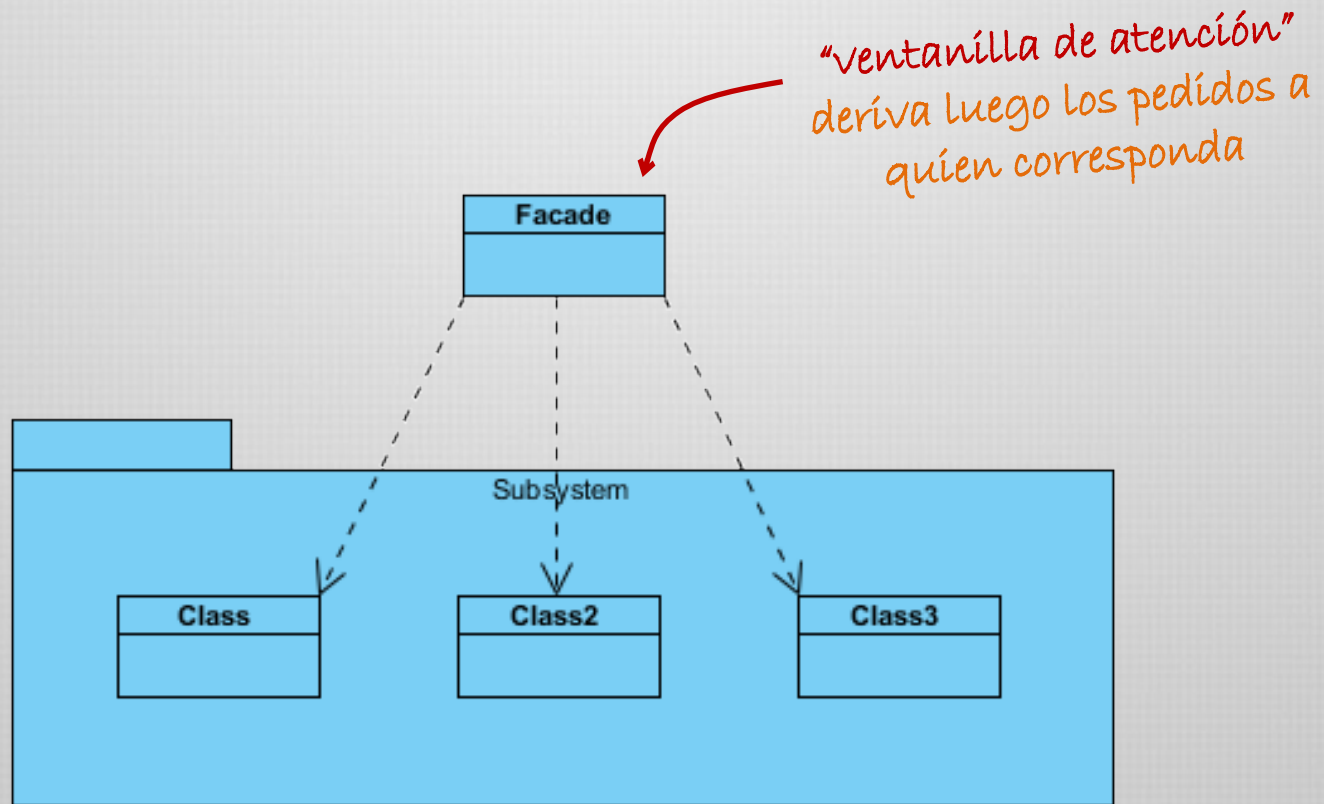 “ventanilla de atención”
deriva luego los pedidos a
quien corresponda
Facade
Subsystem
Class
Class2
Class3